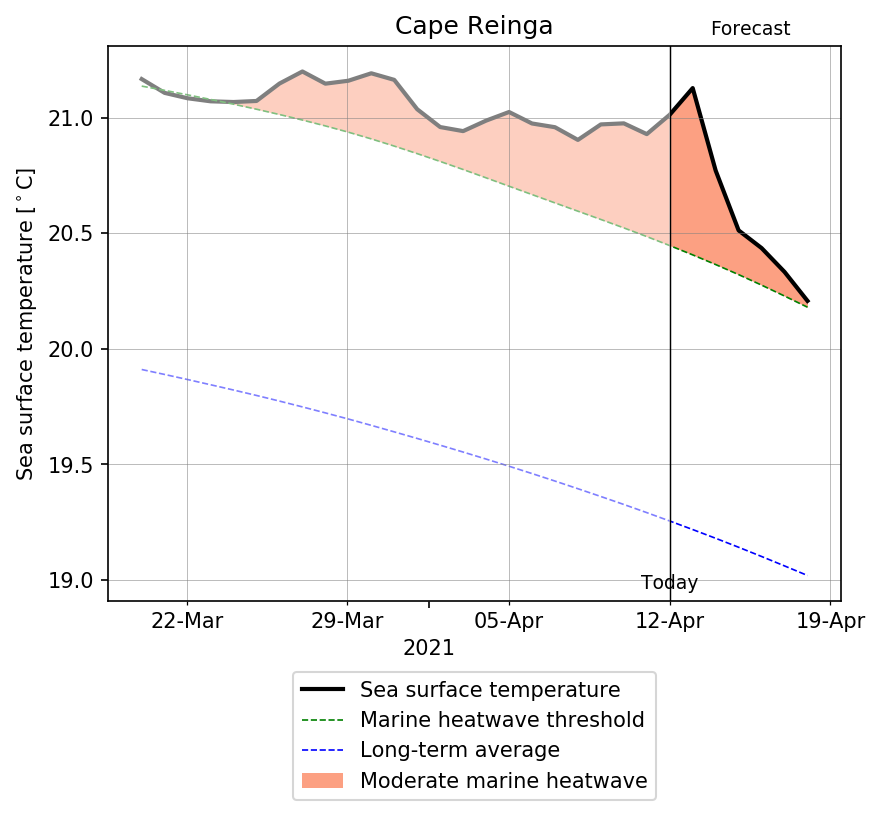 Cape Reinga
Forecast
Sea surface temperature [˚C]
21.0
20.5
20.0
19.5
19.0
Today
22-Mar 29-Mar 05-Apr 12-Apr 19-Apr
2021
Sea surface temperature
Marine heatwave threshold
Long-term average
Moderate marine heatwave